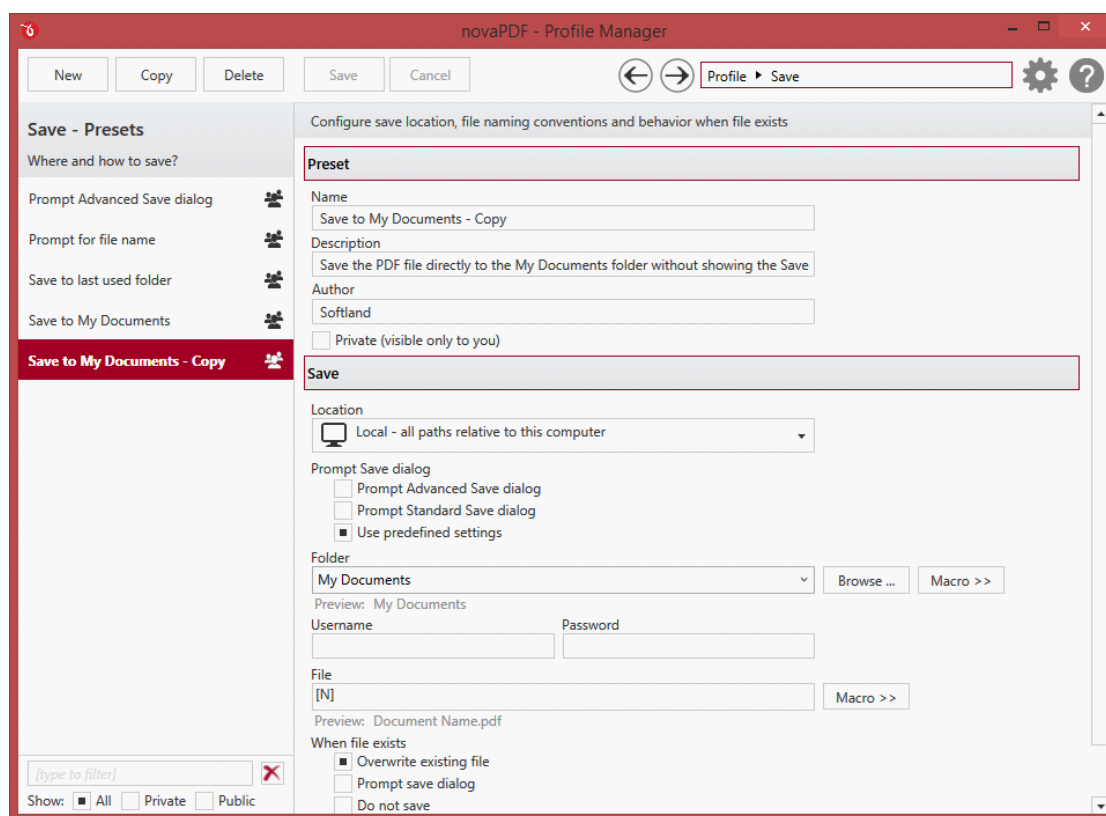 novaPDF - Profile Manager
New Copy Delete Save Cancel Profile Save
Save - Presets
Where and how to save?
Prompt Advanced Save dialog
Prompt for file name
Save to last used folder
Save to My Documents
Save to My Documents - Copy
[type to filter]
Show: All Private Public
Configure save location, file naming conventions and behavior when file exists
Preset
Name
Save to My Documents - Copy
Description
Save the PDF file directly to the My Documents folder without showing the Save
Author
Softland
Private (visible only to you)
Save
Location
Local - all paths relative to this computer
Prompt Save dialog
Prompt Advanced Save dialog
Prompt Standard Save dialog
Use predefined settings
Folder
My Documents Browse ... Macro >>
Preview: My Documents
Username Password
File
[N] Macro >>
Preview: Document Name.pdf
When file exists
Overwrite existing file
Prompt save dialog
Do not save